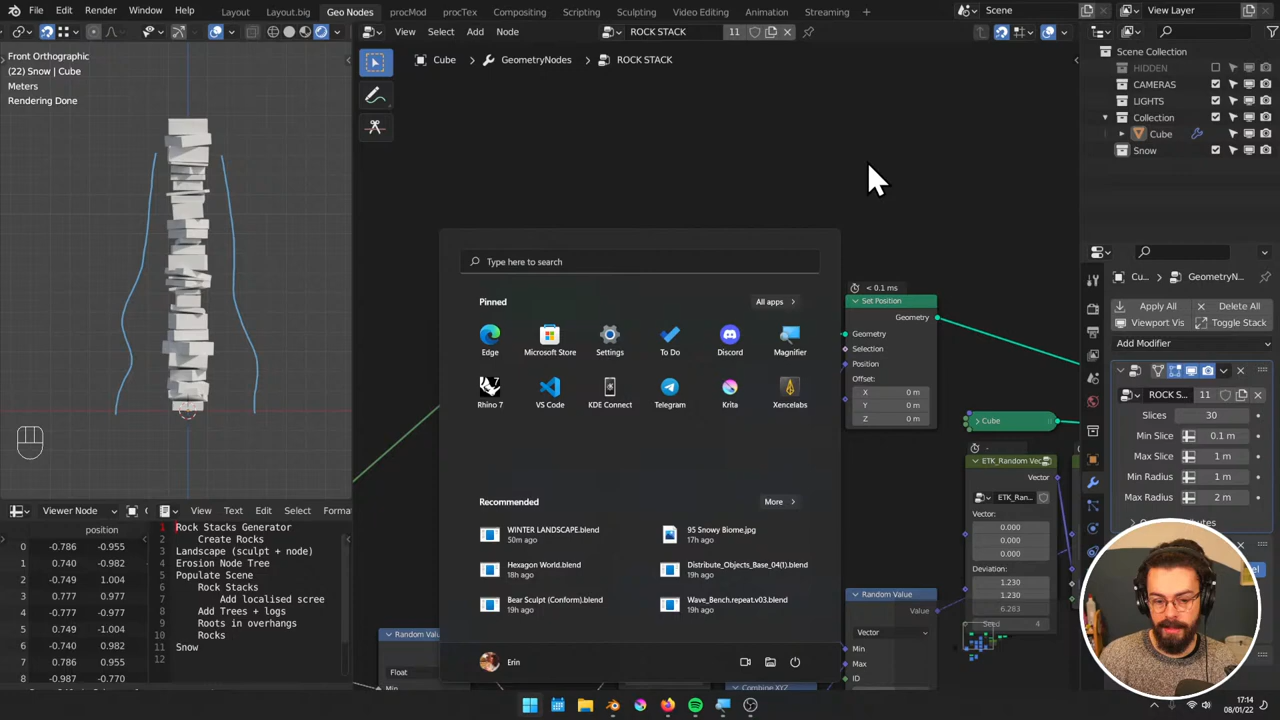 File Edit Render Window Help Layout Layout.big Geo Nodes procMod procTex Compositing Scripting Sculpting Video Editing Animation Streaming + Scene View Layer
View Select Add Node ROCK STACK 11
Front Orthographic
(22) Snow | Cube
Meters
Rendering Done
Cube > GeometryNodes > ROCK STACK
Scene Collection
HIDDEN
CAMERAS
LIGHTS
Collection
Cube
Snow
Type here to search
Pinned
All apps >
Edge
Microsoft Store
Settings
To Do
Discord
Magnifier
Rhino 7
VS Code
KDE Connect
Telegram
Krita
Xencelabs
Recommended
More >
WINTER LANDSCAPE.blend
50m ago
95 Snowy Biome.jpg
17h ago
Hexagon World.blend
18h ago
Distribute_Objects_Base_04(1).blend
19h ago
Bear Sculpt (Conform).blend
19h ago
Wave_Bench.repeat.v03.blend
19h ago
Erin
< 0.1 ms
Set Position
Geometry
Geometry
Selection
Position
Offset:
X 0 m
Y 0 m
Z 0 m
Cube
ETK_Random Vec
Vector
ETK_Ran...
Vector:
0.000
0.000
0.000
Deviation:
1.230
1.230
6.283
Seed 4
Random Value
Value
Vector
Min
Max
ID
Random Valu
Float
Min
Combine XYZ
Cu... > GeometryN...
Apply All
Delete All
Viewport Vis
Toggle Stack
Add Modifier
ROCK S... 11
Slices 30
Min Slice 0.1 m
Max Slice 1 m
Min Radius 1 m
Max Radius 2 m
Viewer Node
View Text Edit Select Format
position
0 -0.786 -0.955
1 0.740 -0.982
2 -0.749 1.004
3 0.777 0.977
4 0.786 0.955
5 0.749 -1.004
6 -0.740 0.982
7 0.786 0.955
8 -0.987 -0.770
1 Rock Stacks Generator
2 Create Rocks
3 Landscape (sculpt + node)
4 Erosion Node Tree
5 Populate Scene
6 Rock Stacks
7 Add localised scree
8 Add Trees + logs
9 Roots in overhangs
10 Rocks
11 Snow
12
17:14
08/01/22